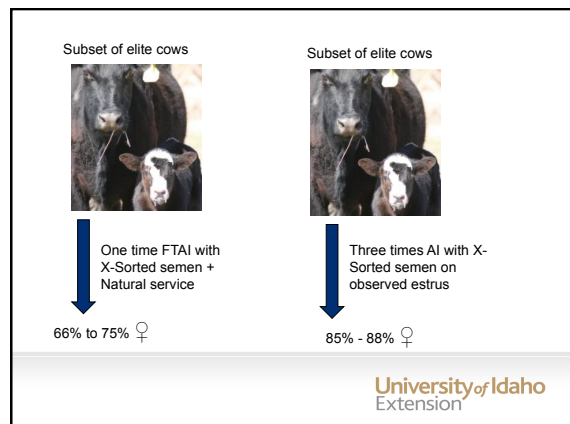 Subset of elite cows
One time FTAI with
X-Sorted semen +
Natural service
66% to 75% ♀
Subset of elite cows
Three times AI with X-
Sorted semen on
observed estrus
85% - 88% ♀
University of Idaho
Extension